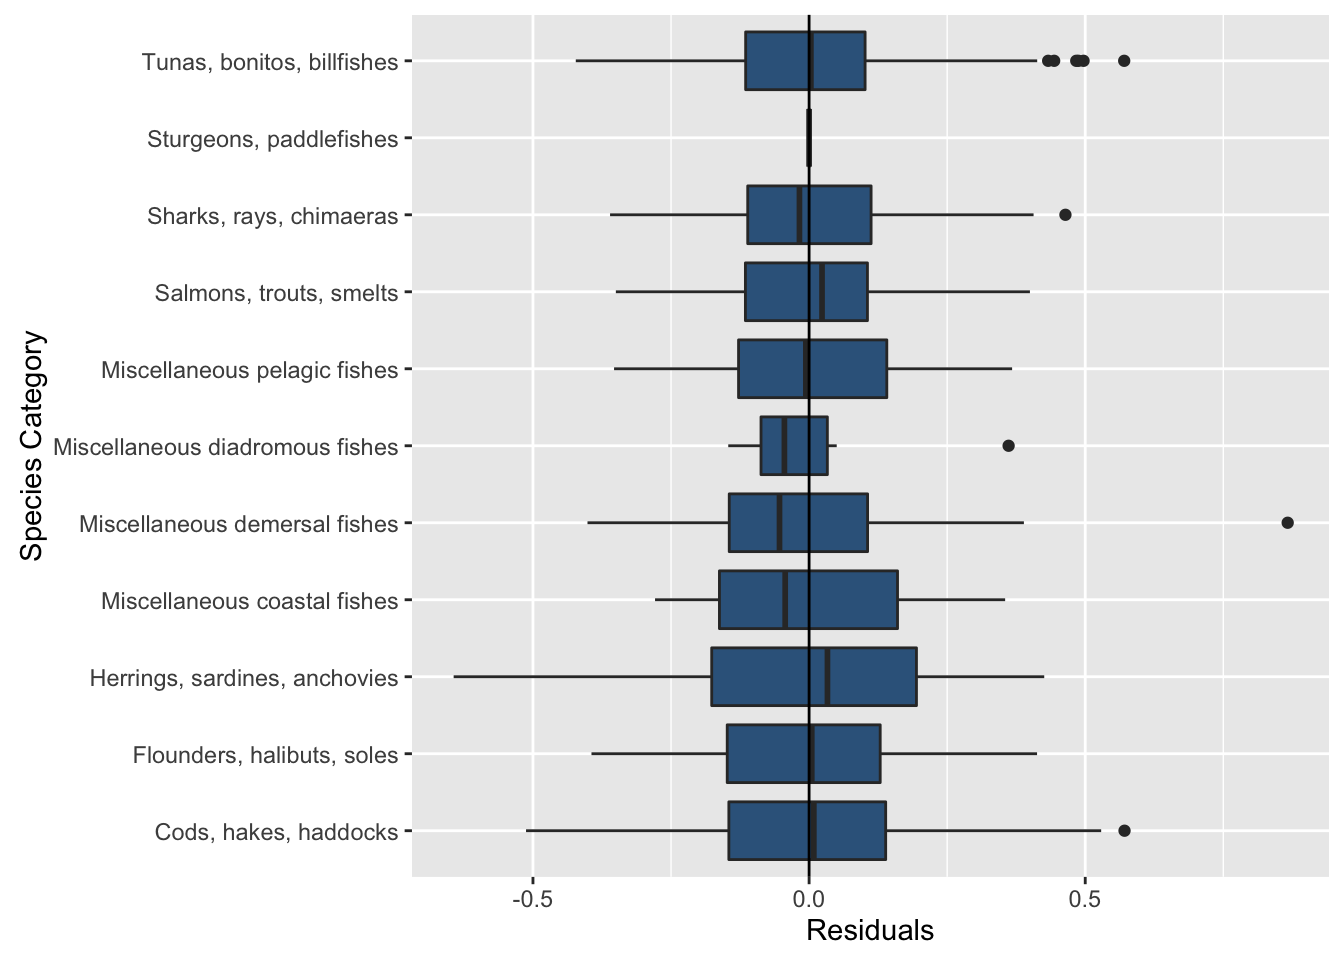 Species Category
Tunas, bonitos, billfishes
Sturgeons, paddlefishes
Sharks, rays, chimaeras
Salmons, trouts, smelts
Miscellaneous pelagic fishes
Miscellaneous diadromous fishes
Miscellaneous demersal fishes
Miscellaneous coastal fishes
Herrings, sardines, anchovies
Flounders, halibuts, soles
Cods, hakes, haddocks
-0.5 0.0 0.5
Residuals